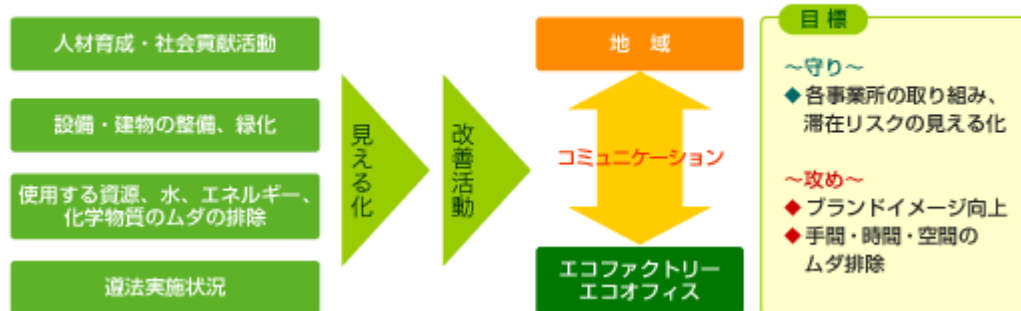 人材育成・社会貢献活動
設備・建物の整備、緑化
使用する資源、水、エネルギー、
化学物質のムダの排除
遵法実施状況
見える化
改善活動
地 域
コミュニケーション
エコファクトリー
エコオフィス
目 標
～守り～
◆各事業所の取り組み、
滞在リスクの見える化
～攻め～
◆ブランドイメージ向上
◆手間・時間・空間の
ムダ排除